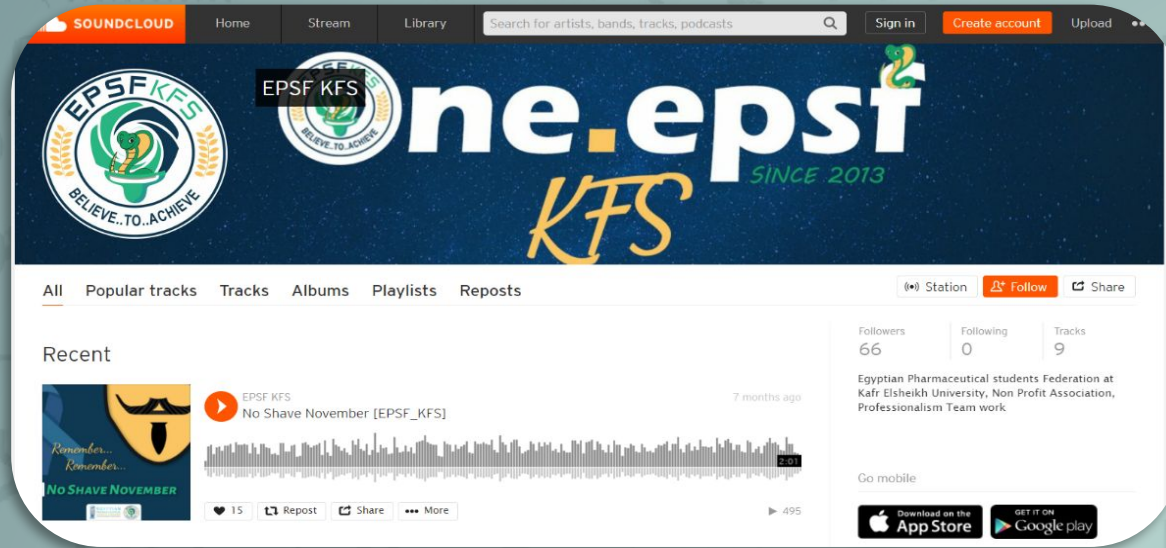 SOUNDCLOUD
Home
Stream
Library
Search for artists, bands, tracks, podcasts
Sign in
Create account
Upload
EPSF KFS
BELIEVE..TO..ACHIEVE
EPSF KFS
EPSF KFS
BELIEVE..TO..ACHIEVE
ne.epsf
SINCE 2013
KFS
All
Popular tracks
Tracks
Albums
Playlists
Reposts
Station
Follow
Share
Followers
66
Following
0
Tracks
9
Egyptian Pharmaceutical students Federation at
Kafr Elsheikh University, Non Profit Association,
Professionalism Team work
Recent
EPSF KFS
7 months ago
No Shave November [EPSF_KFS]
2:01
Remember...
Remember...
NO SHAVE NOVEMBER
15
Repost
Share
More
495
Go mobile
Download on the
App Store
GET IT ON
Google play